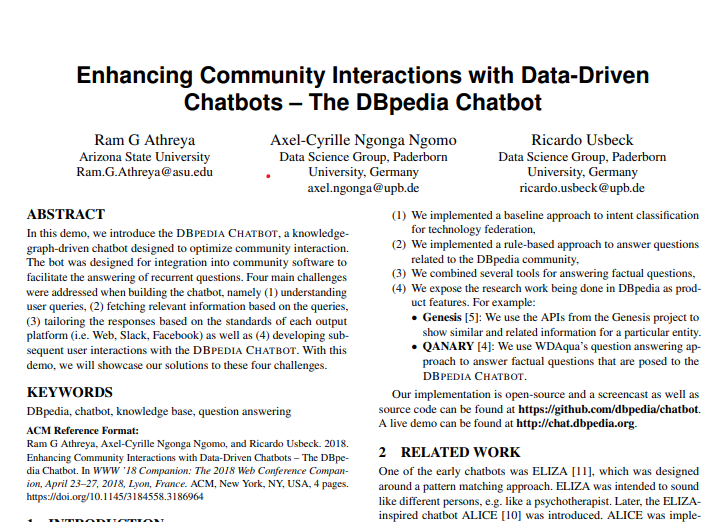 Enhancing Community Interactions with Data-Driven
Chatbots – The DBpedia Chatbot
Ram G Athreya
Arizona State University
Ram.G.Athreya@asu.edu
Axel-Cyrille Ngonga Ngomo
Data Science Group, Paderborn
University, Germany
axel.ngonga@upb.de
Ricardo Usbeck
Data Science Group, Paderborn
University, Germany
ricardo.usbeck@upb.de
ABSTRACT
In this demo, we introduce the DBPEDIA CHATBOT, a knowledge-
graph-driven chatbot designed to optimize community interaction.
The bot was designed for integration into community software to
facilitate the answering of recurrent questions. Four main challenges
were addressed when building the chatbot, namely (1) understanding
user queries, (2) fetching relevant information based on the queries,
(3) tailoring the responses based on the standards of each output
platform (i.e. Web, Slack, Facebook) as well as (4) developing sub-
sequent user interactions with the DBPEDIA CHATBOT. With this
demo, we will showcase our solutions to these four challenges.
KEYWORDS
DBpedia, chatbot, knowledge base, question answering
ACM Reference Format:
Ram G Athreya, Axel-Cyrille Ngonga Ngomo, and Ricardo Usbeck. 2018.
Enhancing Community Interactions with Data-Driven Chatbots – The DBpe-
dia Chatbot. In WWW '18 Companion: The 2018 Web Conference Compan-
ion, April 23–27, 2018, Lyon, France. ACM, New York, NY, USA, 4 pages.
https://doi.org/10.1145/3184558.3186964
1 INTRODUCTION
(1) We implemented a baseline approach to intent classification
for technology federation,
(2) We implemented a rule-based approach to answer questions
related to the DBpedia community,
(3) We combined several tools for answering factual questions,
(4) We expose the research work being done in DBpedia as prod-
uct features. For example:
• Genesis [5]: We use the APIs from the Genesis project to
show similar and related information for a particular entity.
• QANARY [4]: We use WDAqua's question answering ap-
proach to answer factual questions that are posed to the
DBPEDIA CHATBOT.
Our implementation is open-source and a screencast as well as
source code can be found at https://github.com/dbpedia/chatbot.
A live demo can be found at http://chat.dbpedia.org.
2 RELATED WORK
One of the early chatbots was ELIZA [11], which was designed
around a pattern matching approach. ELIZA was intended to sound
like different persons, e.g. like a psychotherapist. Later, the ELIZA-
inspired chatbot ALICE [10] was introduced. ALICE was imple-